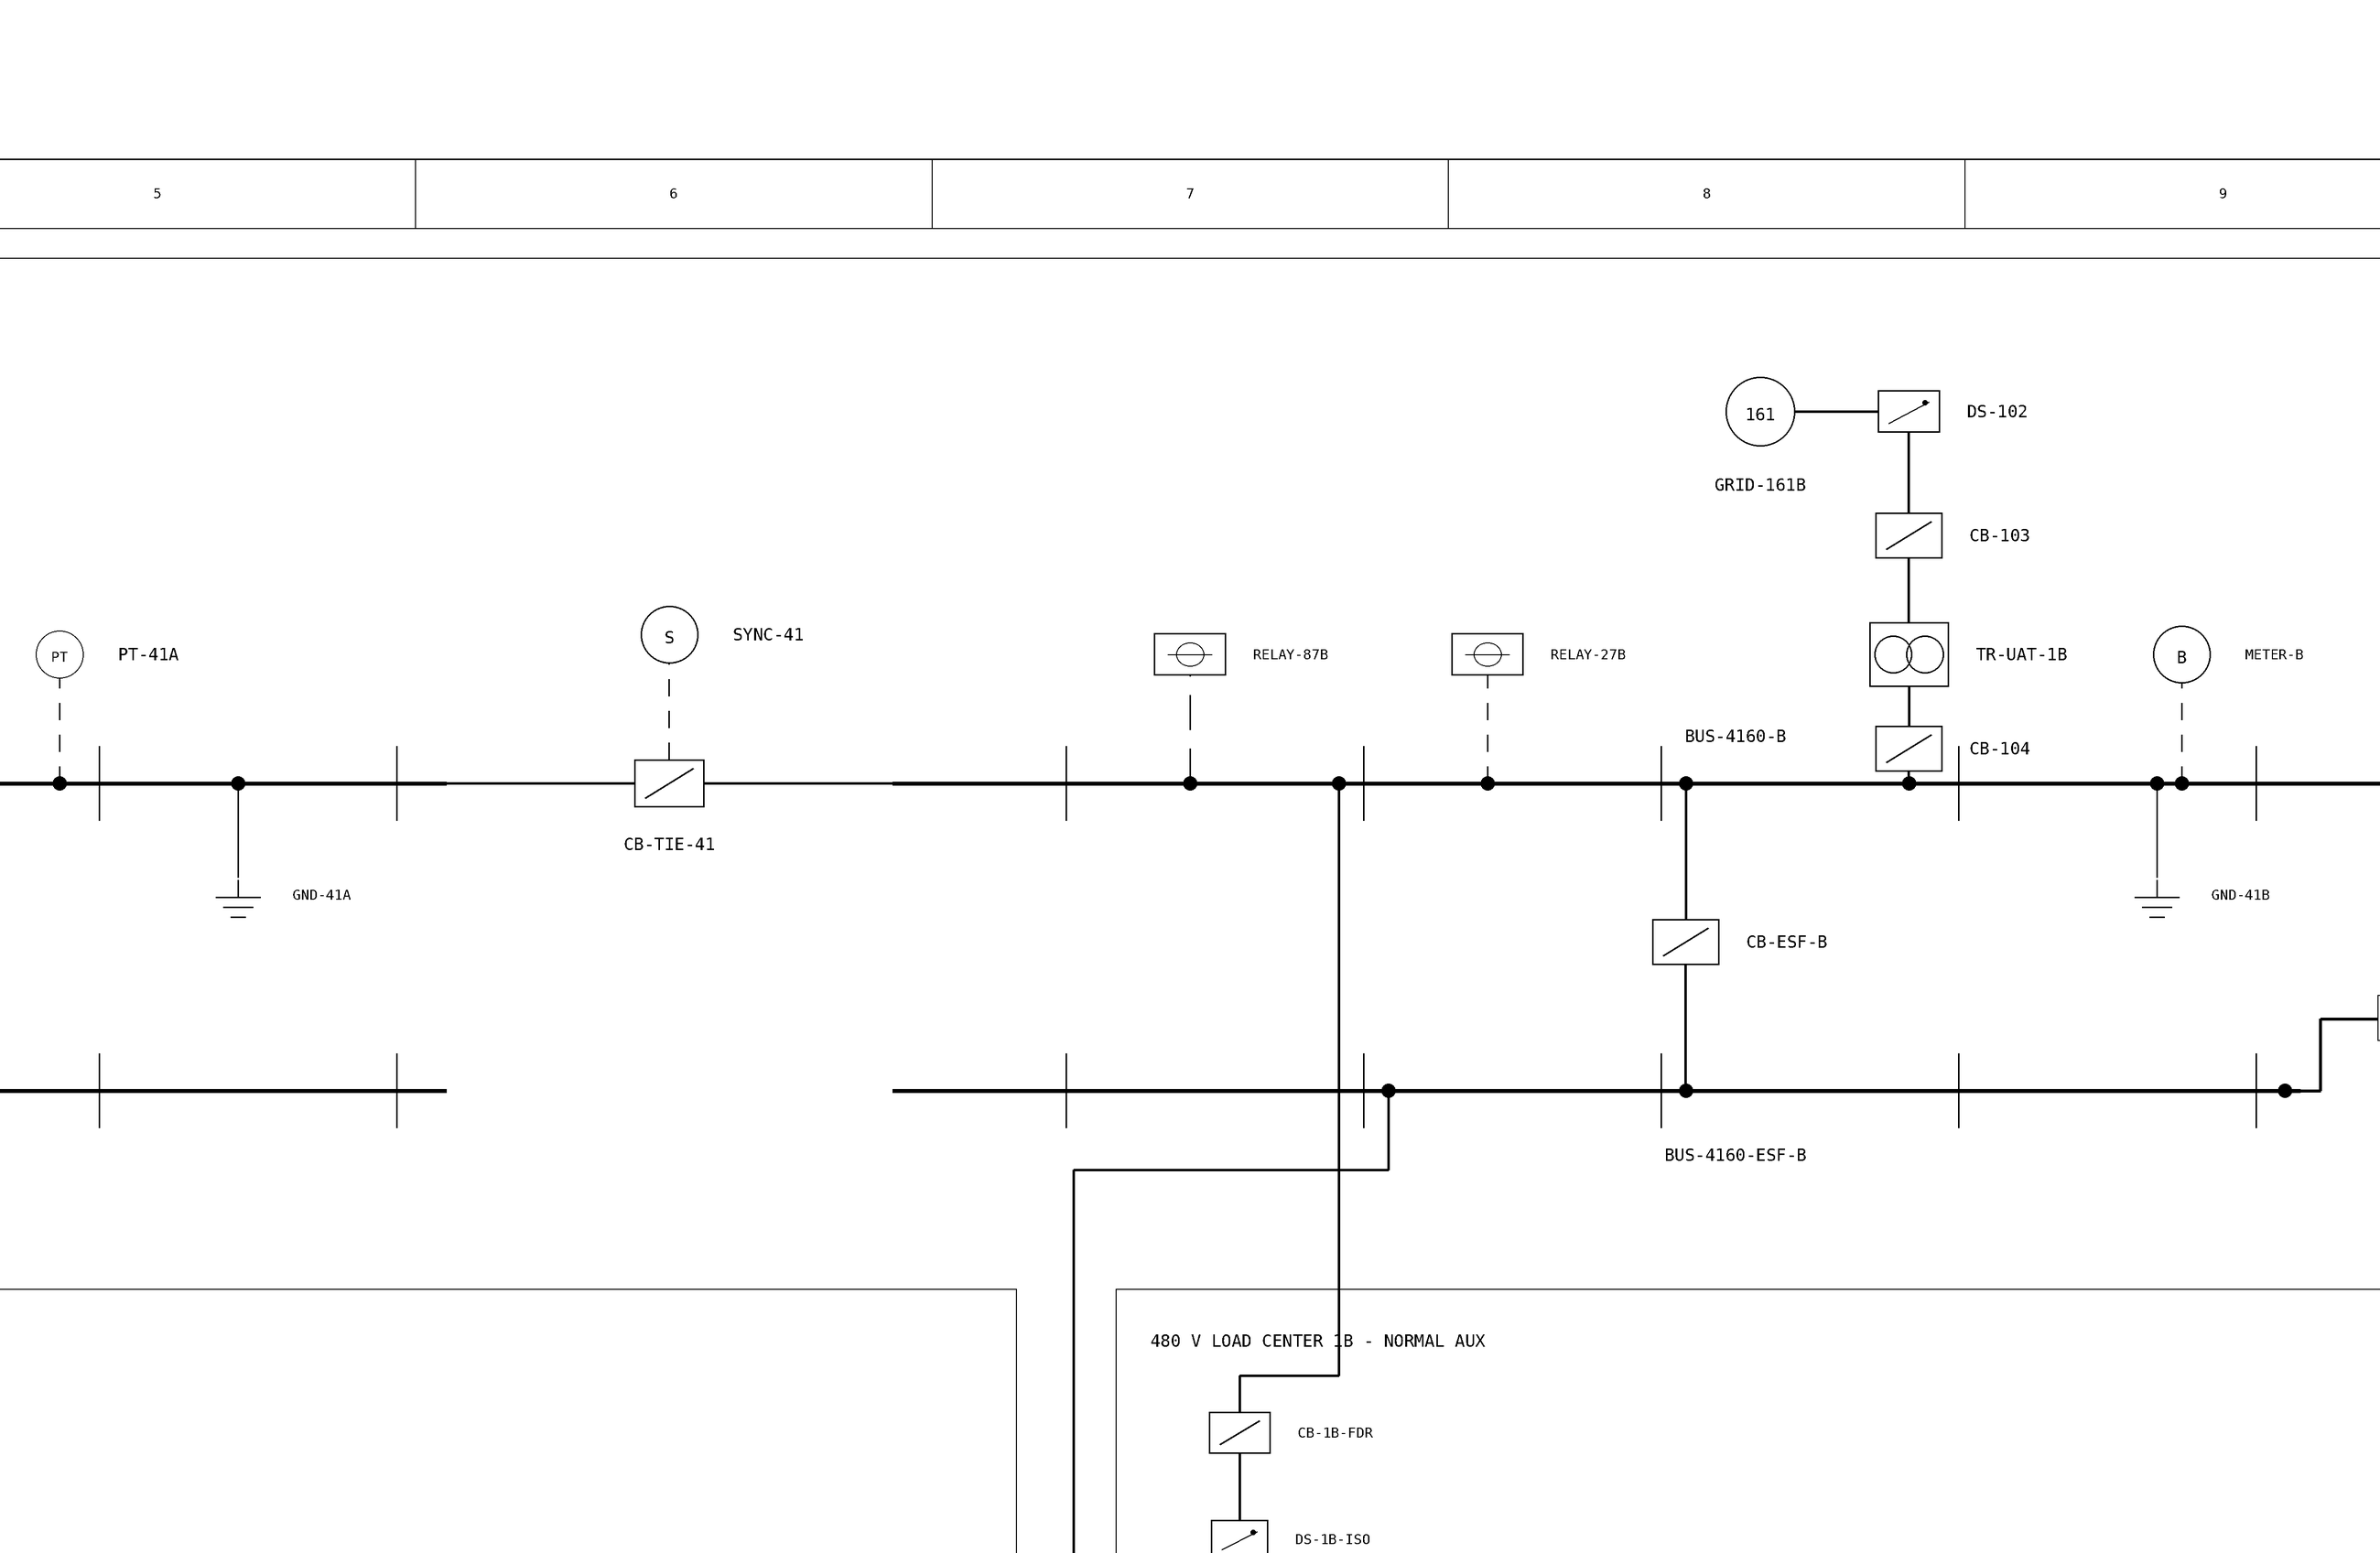 5 6 7 8 9
161 DS-102
GRID-161B
CB-103
S SYNC-41
PT PT-41A RELAY-87B RELAY-27B TR-UAT-1B B METER-B
BUS-4160-B
CB-104
CB-TIE-41
GND-41A GND-41B
CB-ESF-B
BUS-4160-ESF-B
480 V LOAD CENTER 1B - NORMAL AUX
CB-1B-FDR
DS-1B-ISO